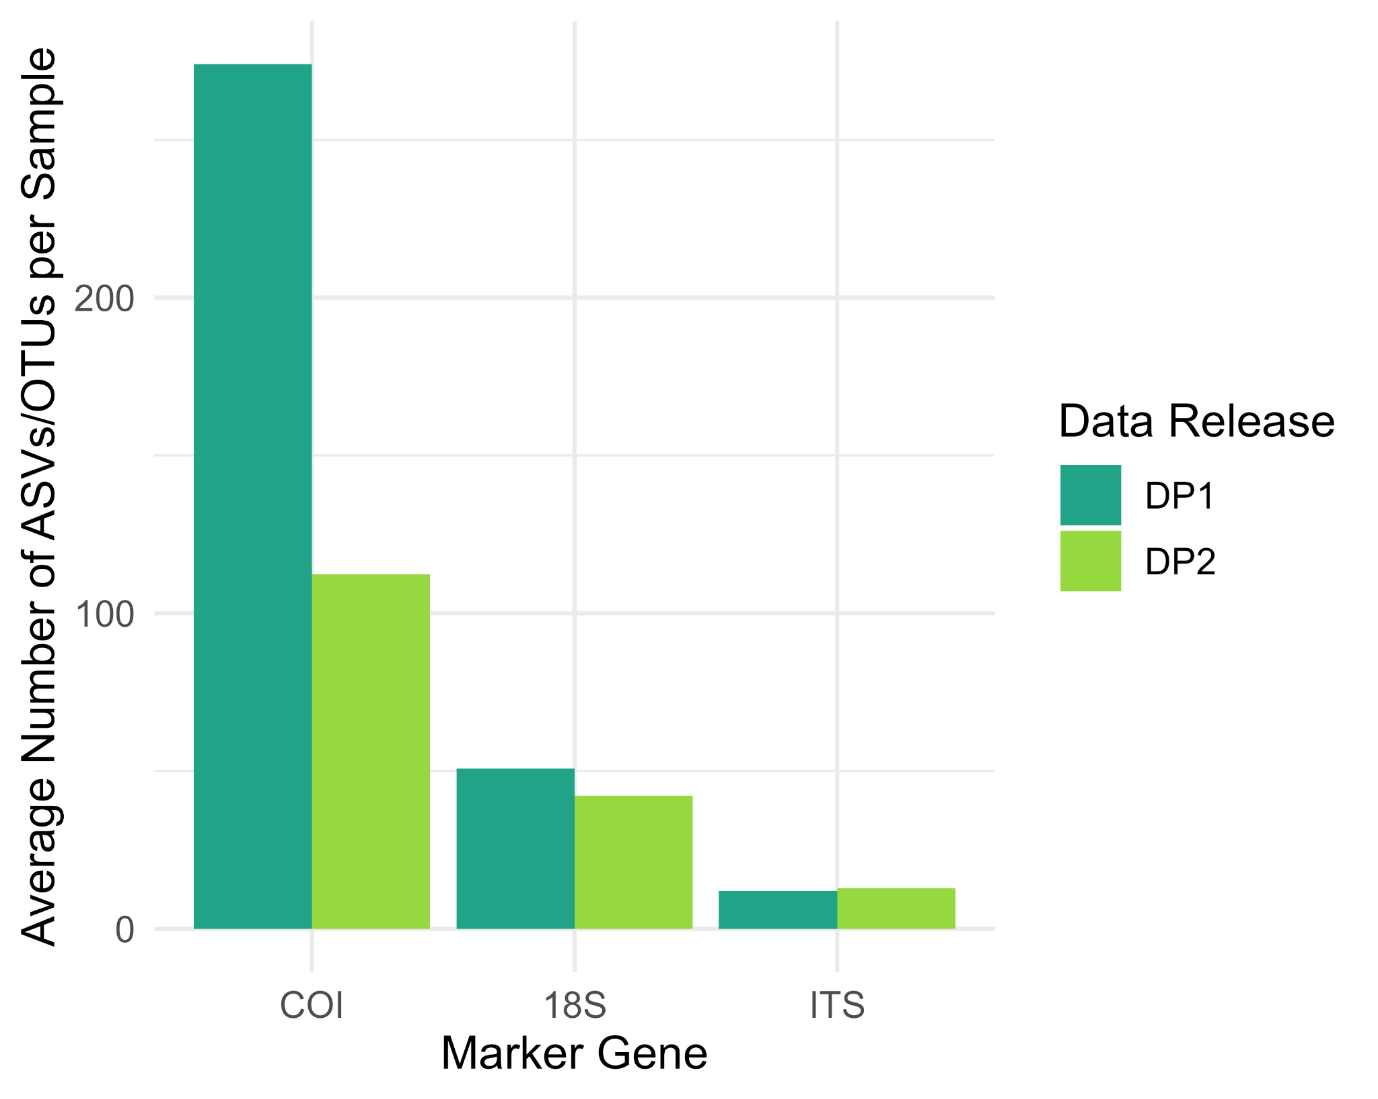 Average Number of ASVs/OTUs per Sample
200
100
0
COI 18S ITS
Marker Gene
Data Release
DP1
DP2